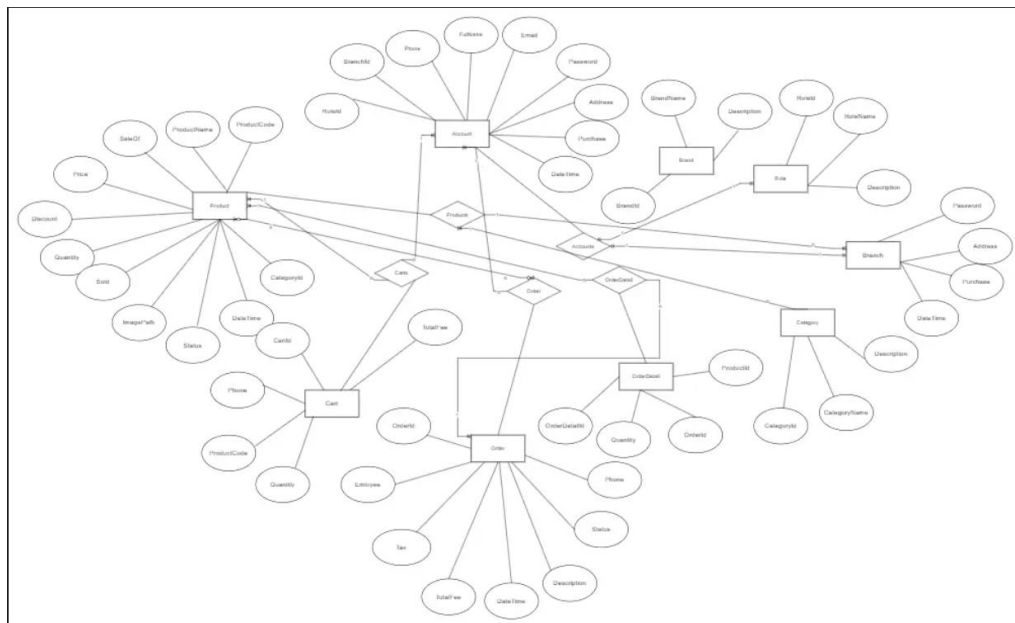 FullName
Email
Phone
BranchId
Password
RoleId
Address
Account
Purchase
DateTime
BrandName
Description
Brand
BrandId
RoleId
RoleName
Role
Description
ProductName
ProductCode
SaleOf
Price
Product
Discount
Quantity
Sold
ImagePath
Status
DateTime
CategoryId
Products
Accounts
Carts
Order
OrderDetail
Password
Address
Branch
Purchase
DateTime
Category
Description
CategoryName
CategoryId
CartId
TotalFee
Phone
Cart
ProductCode
Quantity
ProductId
OrderDetail
OrderDetailId
Quantity
OrderId
OrderId
Order
Phone
Status
Tax
TotalFee
DateTime
Description